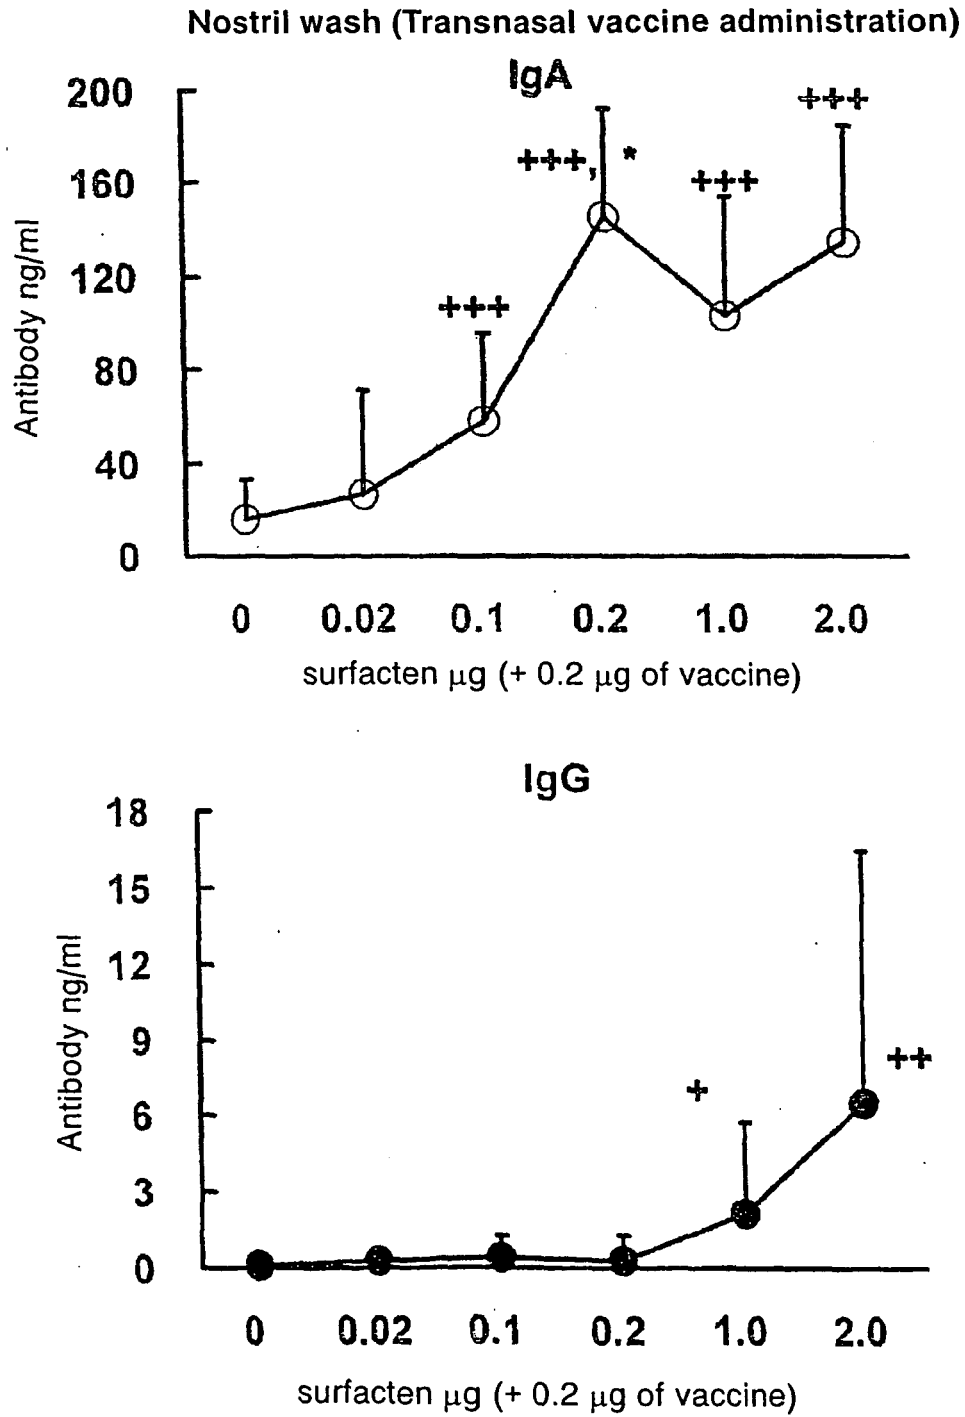 Nostril wash (Transnasal vaccine administration)
IgA
200
160
120
80
40
0
Antibody ng/ml
+++
+++, *
+++
+++
0 0.02 0.1 0.2 1.0 2.0
surfacten μg (+ 0.2 μg of vaccine)
IgG
18
15
12
9
6
3
0
Antibody ng/ml
+
++
0 0.02 0.1 0.2 1.0 2.0
surfacten μg (+ 0.2 μg of vaccine)